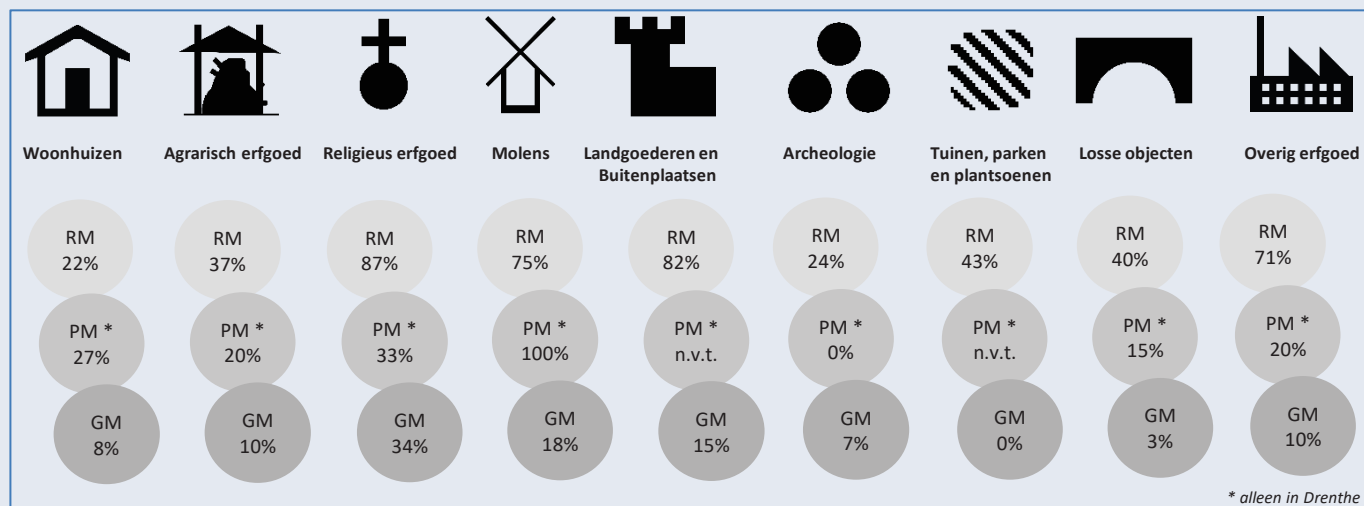 Woonhuizen
Agrarisch erfgoed
Religieus erfgoed
Molens
Landgoederen en
Buitenplaatsen
Archeologie
Tuinen, parken
en plantsoenen
Losse objecten
Overig erfgoed
RM
22%
RM
37%
RM
87%
RM
75%
RM
82%
RM
24%
RM
43%
RM
40%
RM
71%
PM *
27%
PM *
20%
PM *
33%
PM *
100%
PM *
n.v.t.
PM *
0%
PM *
n.v.t.
PM *
15%
PM *
20%
GM
8%
GM
10%
GM
34%
GM
18%
GM
15%
GM
7%
GM
0%
GM
3%
GM
10%
* alleen in Drenthe